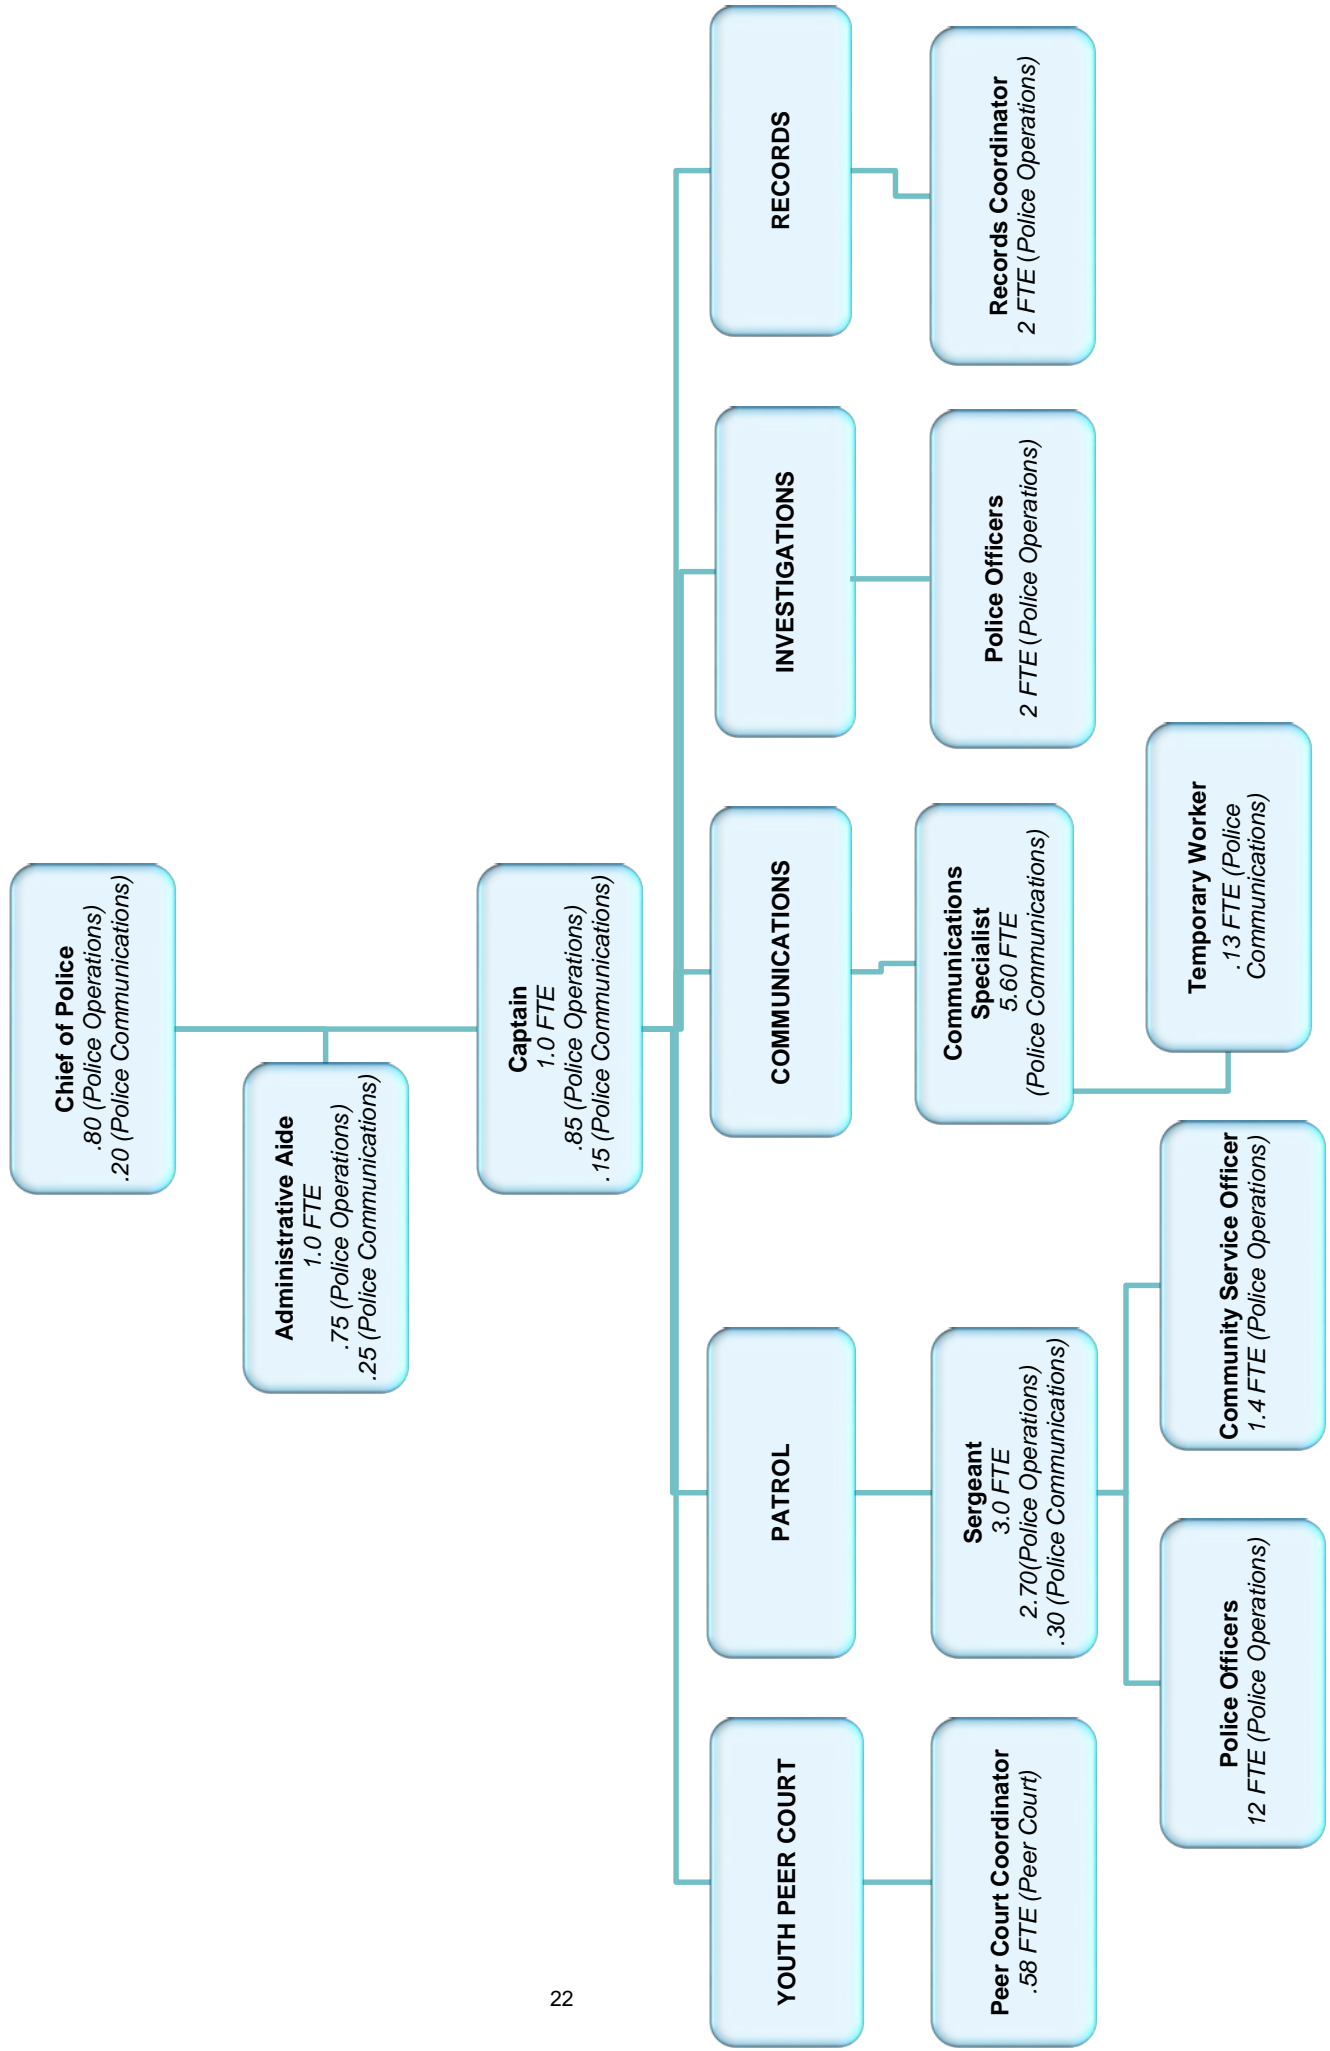 Chief of Police
.80 (Police Operations)
.20 (Police Communications)
Administrative Aide
1.0 FTE
.75 (Police Operations)
.25 (Police Communications)
Captain
1.0 FTE
.85 (Police Operations)
.15 (Police Communications)
YOUTH PEER COURT
PATROL
COMMUNICATIONS
INVESTIGATIONS
RECORDS
Peer Court Coordinator
.58 FTE (Peer Court)
Sergeant
3.0 FTE
2.70(Police Operations)
.30 (Police Communications)
Communications
Specialist
5.60 FTE
(Police Communications)
Police Officers
2 FTE (Police Operations)
Records Coordinator
2 FTE (Police Operations)
Police Officers
12 FTE (Police Operations)
Community Service Officer
1.4 FTE (Police Operations)
Temporary Worker
.13 FTE (Police
Communications)
22